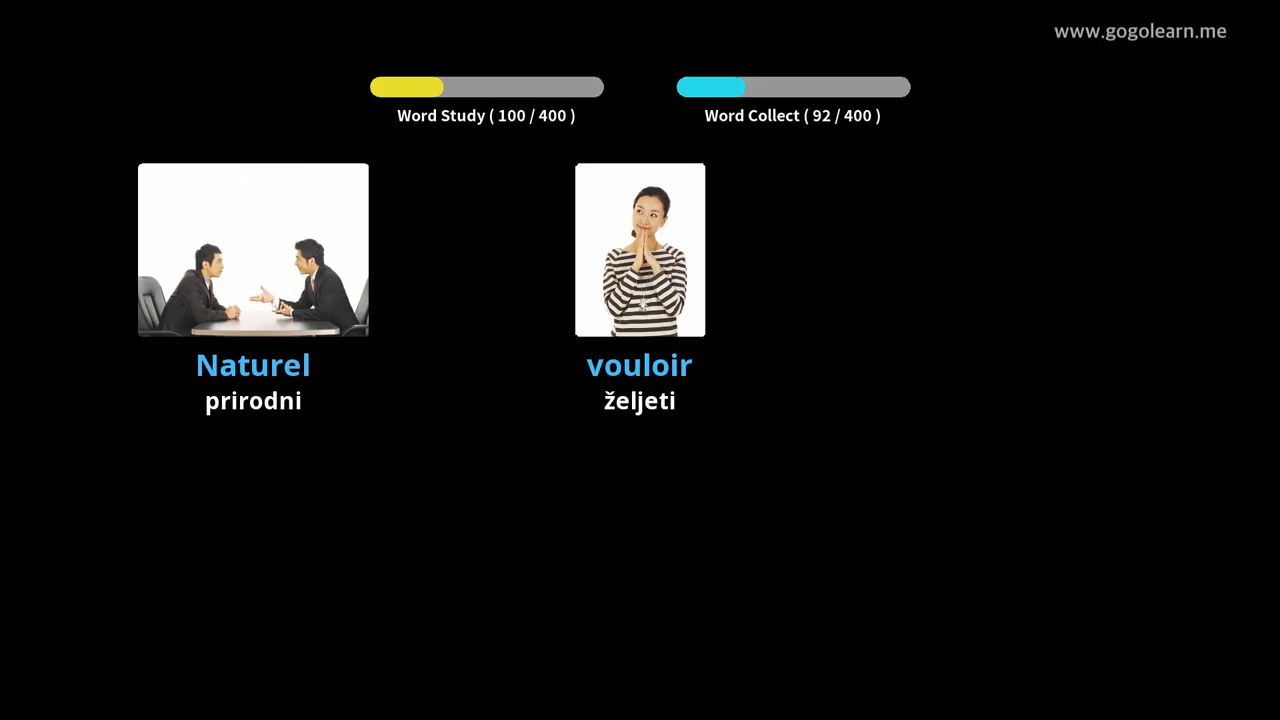 www.gogolearn.me
Word Study ( 100 / 400 )
Word Collect ( 92 / 400 )
Naturel
prirodni
vouloir
željeti